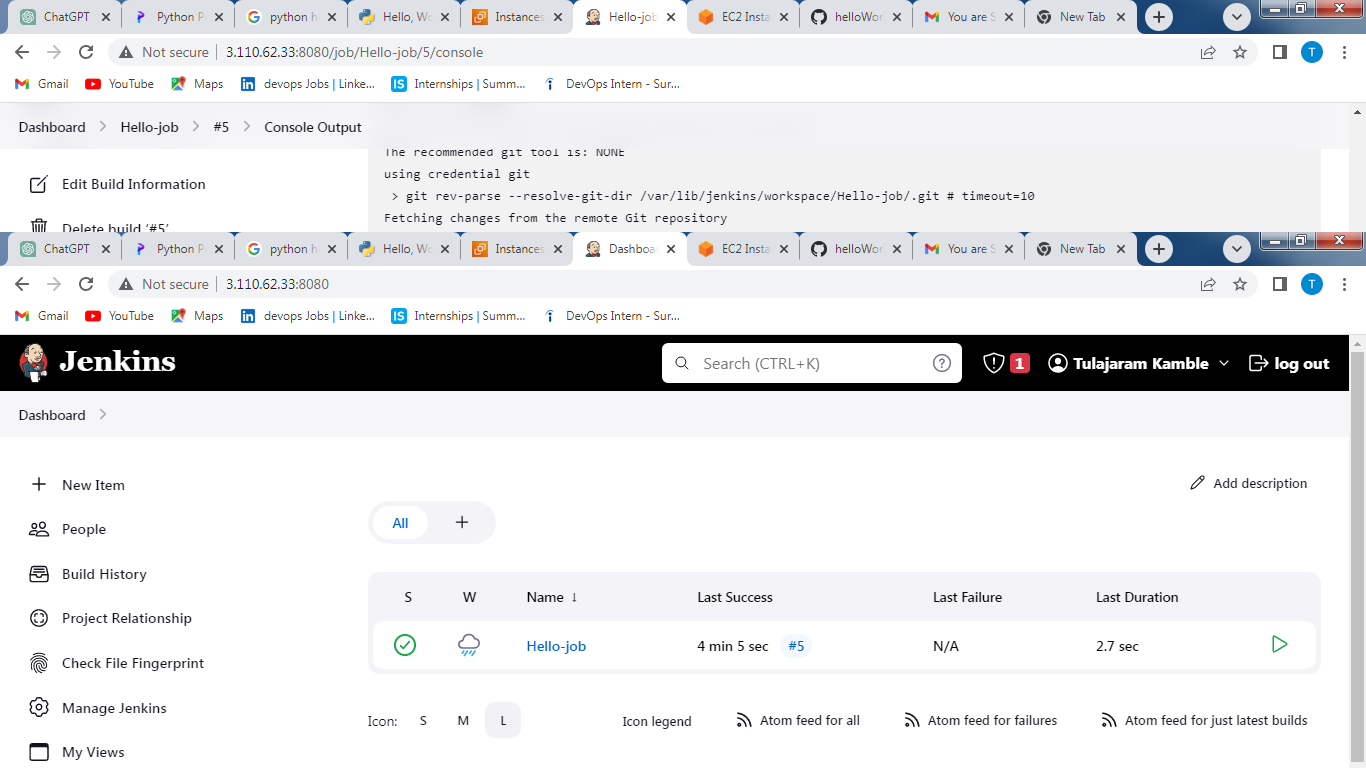 ChatGPT
Python P
python h
Hello, Wo
Instances
Hello-job
EC2 Insta
helloWor
You are S
New Tab
Not secure
3.110.62.33:8080/job/Hello-job/5/console
T
Gmail
YouTube
Maps
devops Jobs | Linke...
Internships | Summ...
DevOps Intern - Sur...
Dashboard
Hello-job
#5
Console Output
The recommended git tool is: NONE
using credential git
> git rev-parse --resolve-git-dir /var/lib/jenkins/workspace/Hello-job/.git # timeout=10
Fetching changes from the remote Git repository
Edit Build Information
Delete build '#5'
ChatGPT
Python P
python h
Hello, Wo
Instances
Dashboa
EC2 Insta
helloWor
You are S
New Tab
Not secure
3.110.62.33:8080
T
Gmail
YouTube
Maps
devops Jobs | Linke...
Internships | Summ...
DevOps Intern - Sur...
Jenkins
Search (CTRL+K)
1
Tulajaram Kamble
log out
Dashboard
New Item
People
Build History
Project Relationship
Check File Fingerprint
Manage Jenkins
My Views
Add description
All
S
W
Name ↓
Last Success
Last Failure
Last Duration
Hello-job
4 min 5 sec
#5
N/A
2.7 sec
Icon:
S
M
L
Icon legend
Atom feed for all
Atom feed for failures
Atom feed for just latest builds